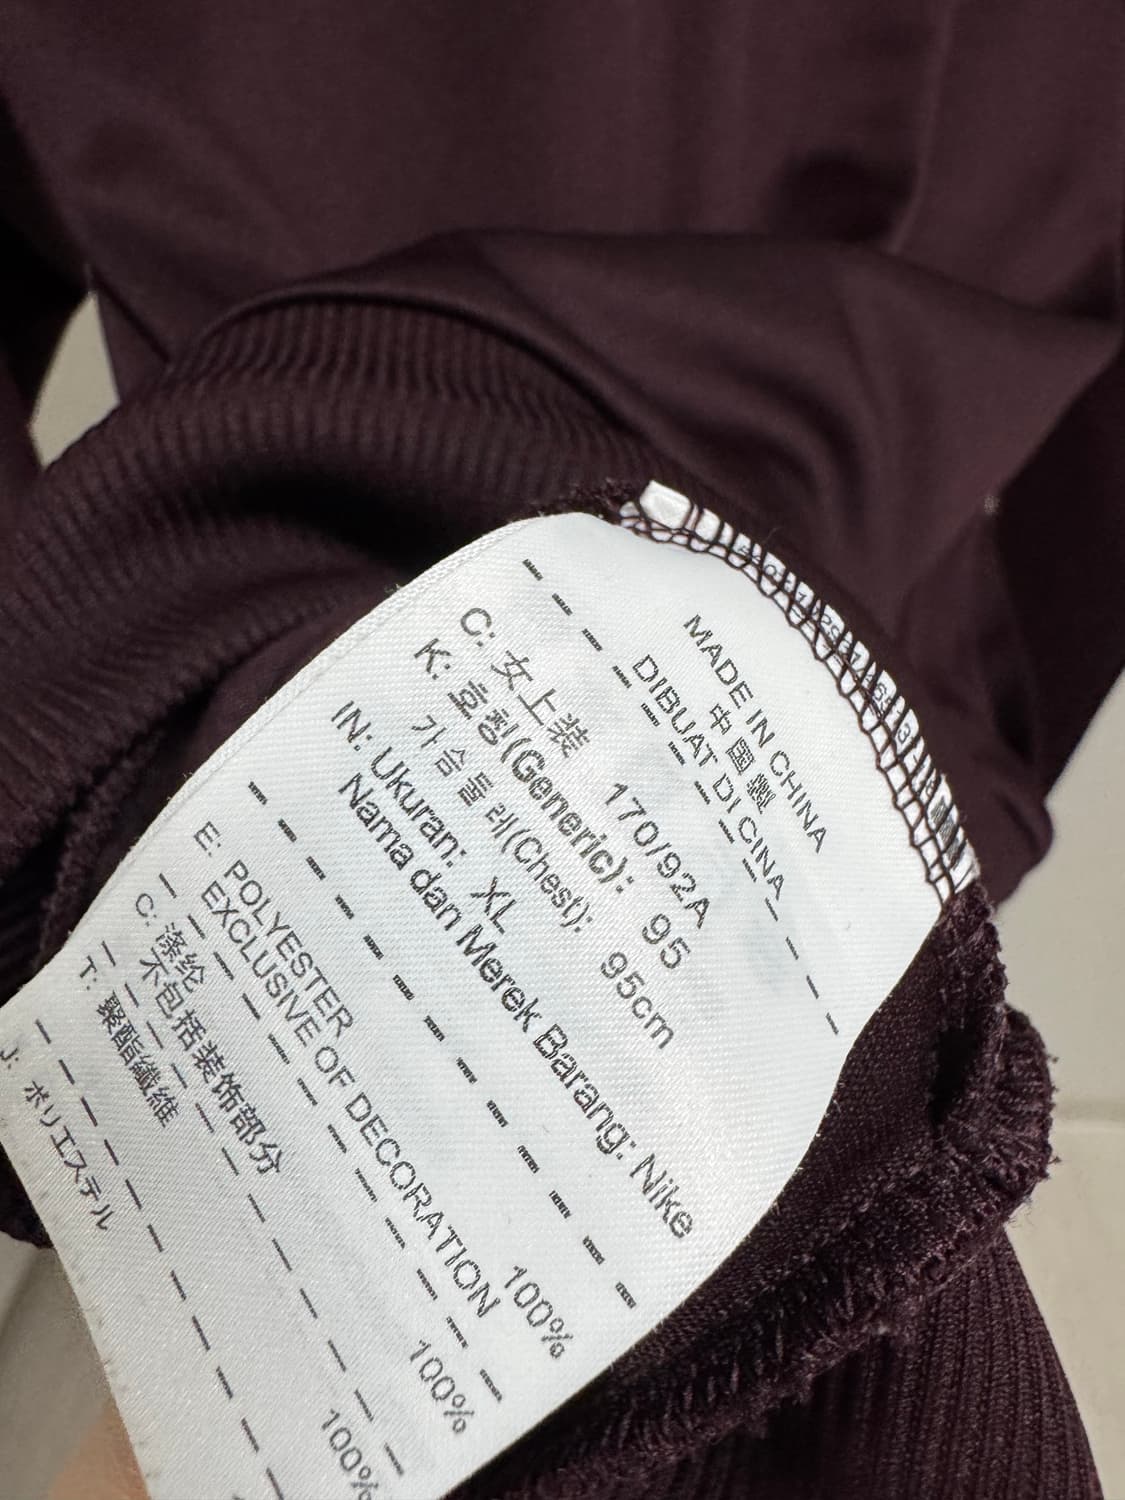 MADE IN CHINA
中國製
DIBUAT DI CINA
C: 女上装 170/92A
K: 호칭(Generic): 95
가슴둘레(Chest): 95cm
IN: Ukuran: XL
Nama dan Merek Barang: Nike
E: POLYESTER 100%
EXCLUSIVE OF DECORATION
C: 涤纶 100%
不包括装饰部分
T: 聚酯纖維 100%
J: ポリエステル